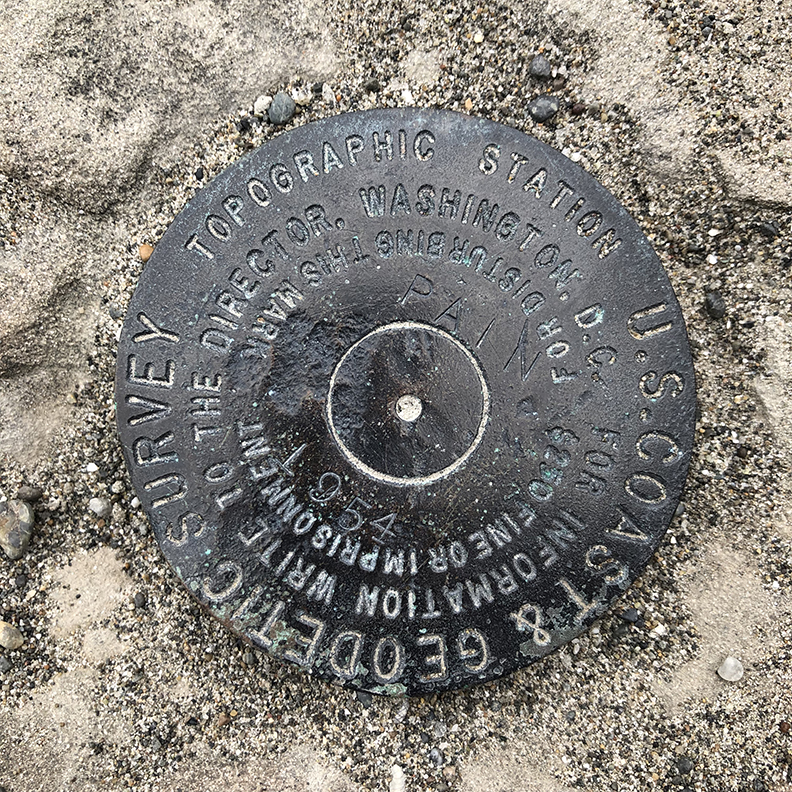 U.S. COAST & GEODETIC SURVEY
TOPOGRAPHIC STATION
FOR INFORMATION WRITE TO THE DIRECTOR, WASHINGTON, D.C.
$250 FINE OR IMPRISONMENT
FOR DISTURBING THIS MARK
PAIN
1954